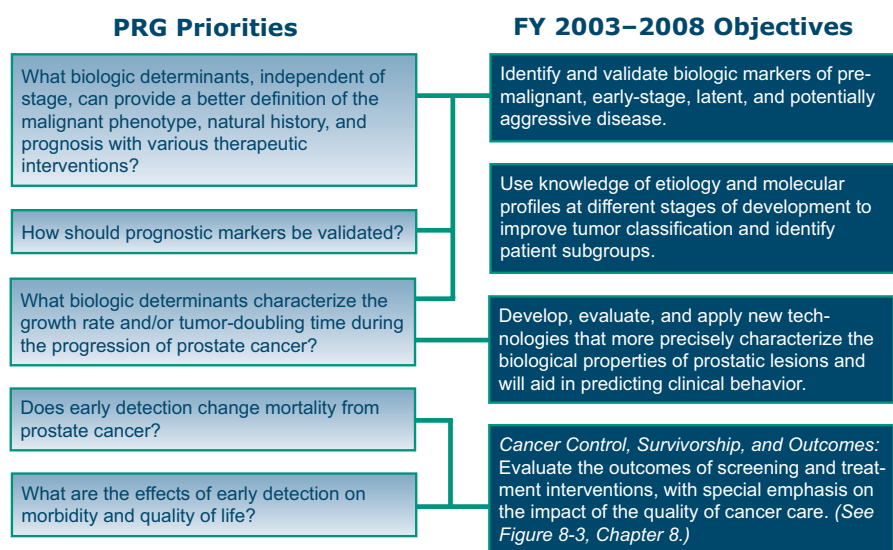 PRG Priorities
What biologic determinants, independent of
stage, can provide a better definition of the
malignant phenotype, natural history, and
prognosis with various therapeutic
interventions?
How should prognostic markers be validated?
What biologic determinants characterize the
growth rate and/or tumor-doubling time during
the progression of prostate cancer?
Does early detection change mortality from
prostate cancer?
What are the effects of early detection on
morbidity and quality of life?
FY 2003–2008 Objectives
Identify and validate biologic markers of pre-
malignant, early-stage, latent, and potentially
aggressive disease.
Use knowledge of etiology and molecular
profiles at different stages of development to
improve tumor classification and identify
patient subgroups.
Develop, evaluate, and apply new tech-
nologies that more precisely characterize the
biological properties of prostatic lesions and
will aid in predicting clinical behavior.
Cancer Control, Survivorship, and Outcomes:
Evaluate the outcomes of screening and treat-
ment interventions, with special emphasis on
the impact of the quality of cancer care. (See
Figure 8-3, Chapter 8.)